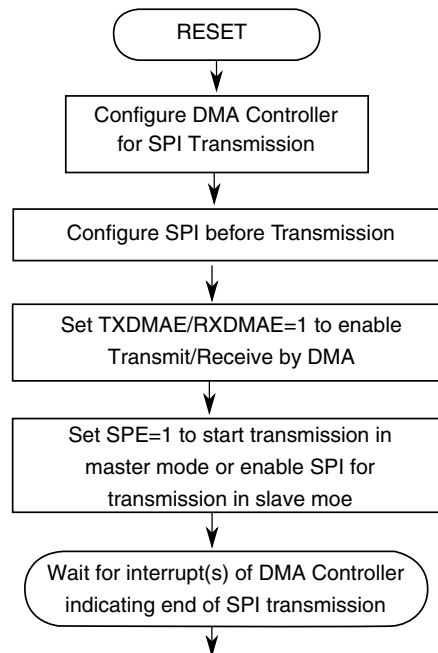 RESET
Configure DMA Controller
for SPI Transmission
Configure SPI before Transmission
Set TXDMAE/RXDMAE=1 to enable
Transmit/Receive by DMA
Set SPE=1 to start transmission in
master mode or enable SPI for
transmission in slave moe
Wait for interrupt(s) of DMA Controller
indicating end of SPI transmission